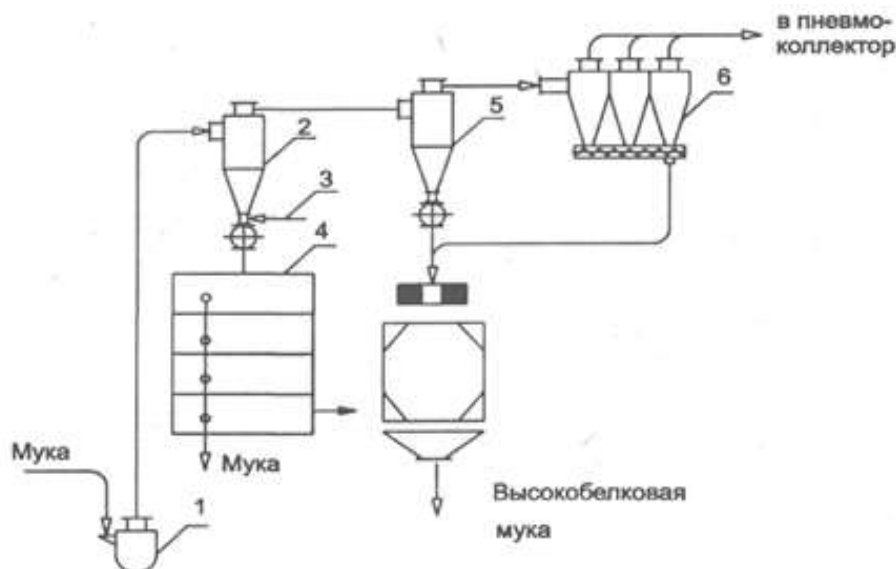 в пневмо-
коллектор
6
5
2
3
4
Мука
Мука
1
Высокобелковая
мука